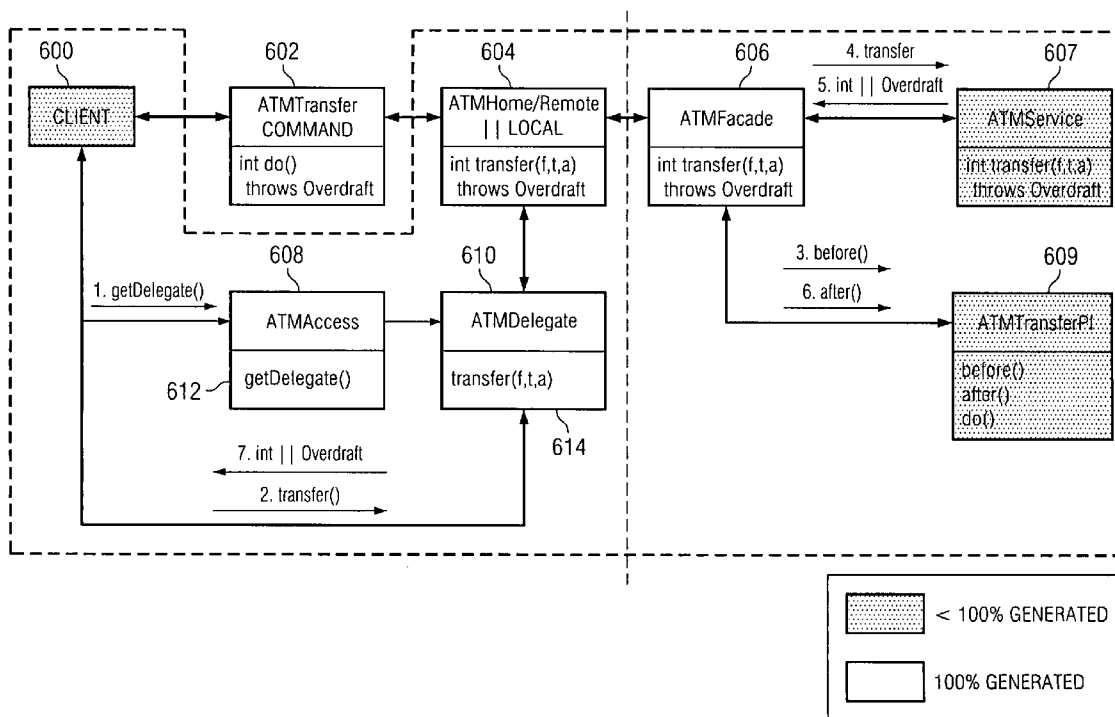 600
602
604
606
4. transfer
5. int || Overdraft
607
CLIENT
ATMTransfer
COMMAND
int do()
throws Overdraft
ATMHome/Remote
|| LOCAL
int transfer(f,t,a)
throws Overdraft
ATMFacade
int transfer(f,t,a)
throws Overdraft
ATMService
int transfer(f,t,a)
throws Overdraft
608
610
3. before()
6. after()
609
1. getDelegate()
ATMAccess
getDelegate()
612
ATMDelegate
transfer(f,t,a)
614
ATMTransferPI
before()
after()
do()
7. int || Overdraft
2. transfer()
< 100% GENERATED
100% GENERATED